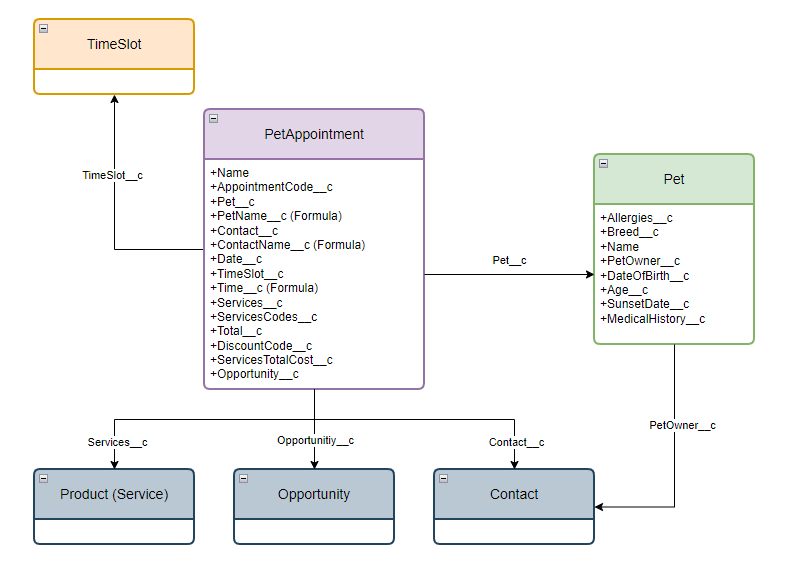 TimeSlot
TimeSlot__c
PetAppointment
+Name
+AppointmentCode__c
+Pet__c
+PetName__c (Formula)
+Contact__c
+ContactName__c (Formula)
+Date__c
+TimeSlot__c
+Time__c (Formula)
+Services__c
+ServicesCodes__c
+Total__c
+DiscountCode__c
+ServicesTotalCost__c
+Opportunity__c
Pet__c
Pet
+Allergies__c
+Breed__c
+Name
+PetOwner__c
+DateOfBirth__c
+Age__c
+SunsetDate__c
+MedicalHistory__c
PetOwner__c
Services__c
Opportunitiy__c
Contact__c
Product (Service)
Opportunity
Contact